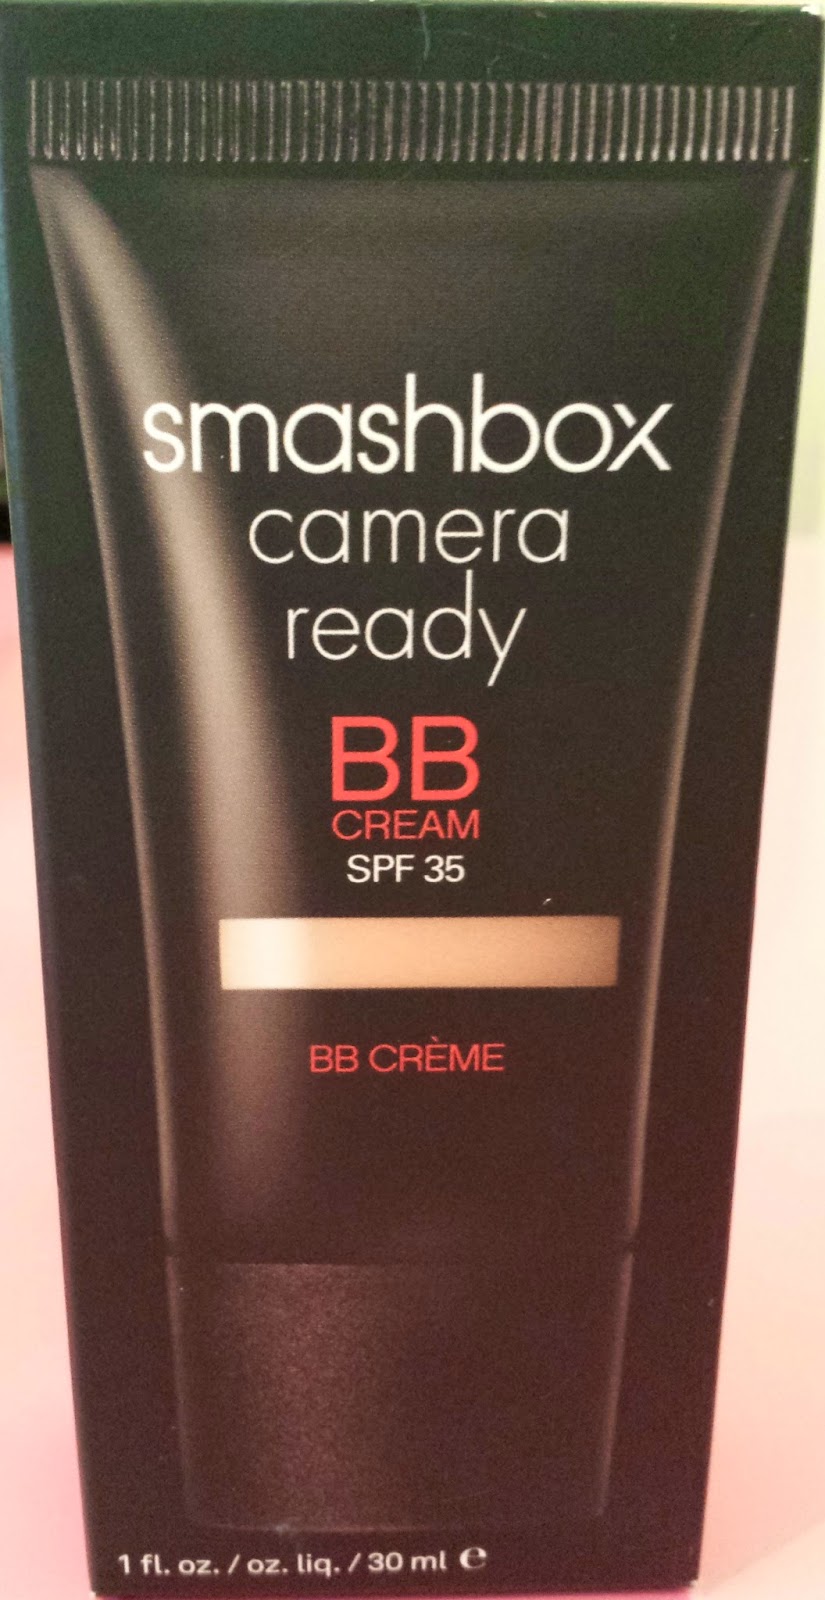 smashbox
camera
ready
BB
CREAM
SPF 35
BB CRÈME
1 fl. oz. / oz. liq. / 30 ml ℮